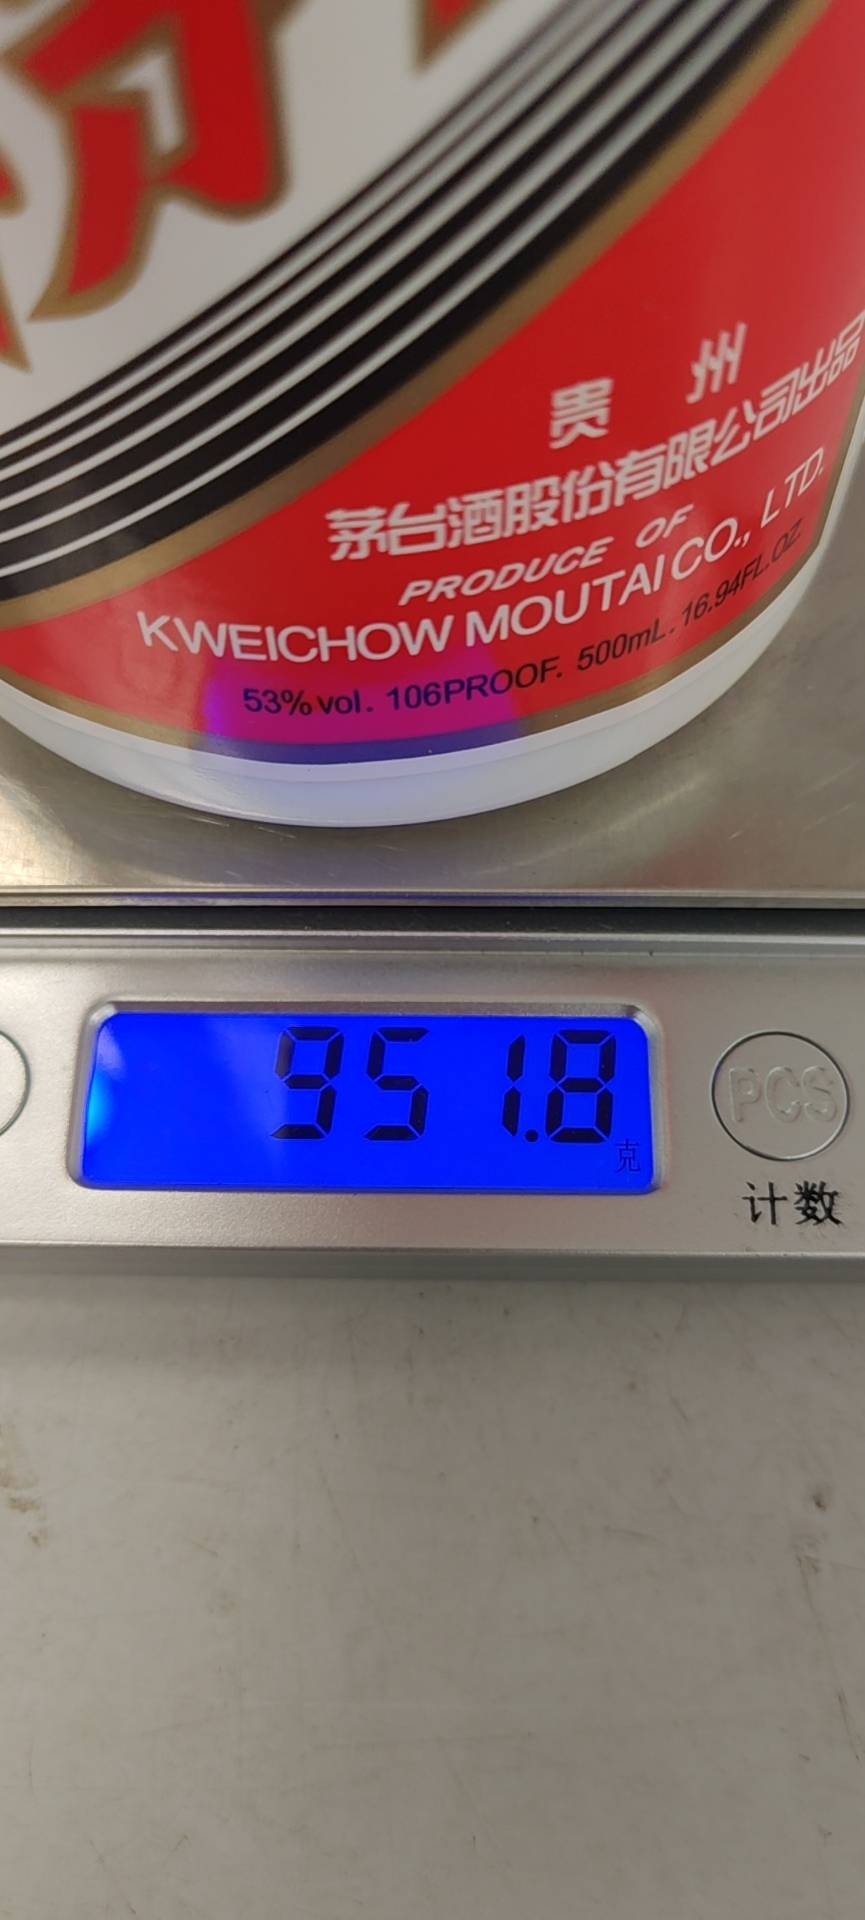 贵 州
茅台酒股份有限公司出品
PRODUCE OF
KWEICHOW MOUTAI CO., LTD.
53% vol. 106PROOF. 500mL. 16.94FL.OZ
951.8
克
PCS
计数